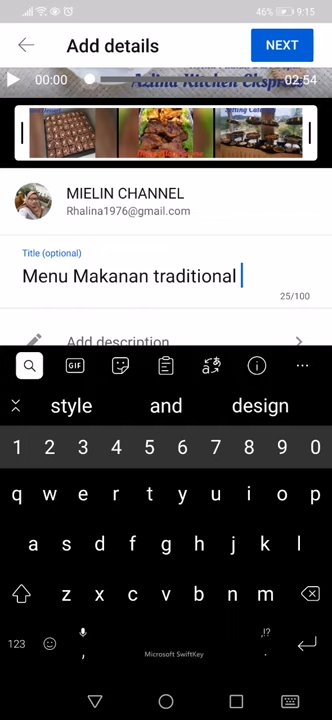 46% 9:15
Add details
NEXT
00:00
Azlina Kitchen Ekspres
02:54
MIELIN CHANNEL
Rhalina1976@gmail.com
Title (optional)
Menu Makanan traditional
25/100
Add description
GIF
style and design
1 2 3 4 5 6 7 8 9 0
q w e r t y u i o p
a s d f g h j k l
z x c v b n m
123 , Microsoft SwiftKey ,!? .